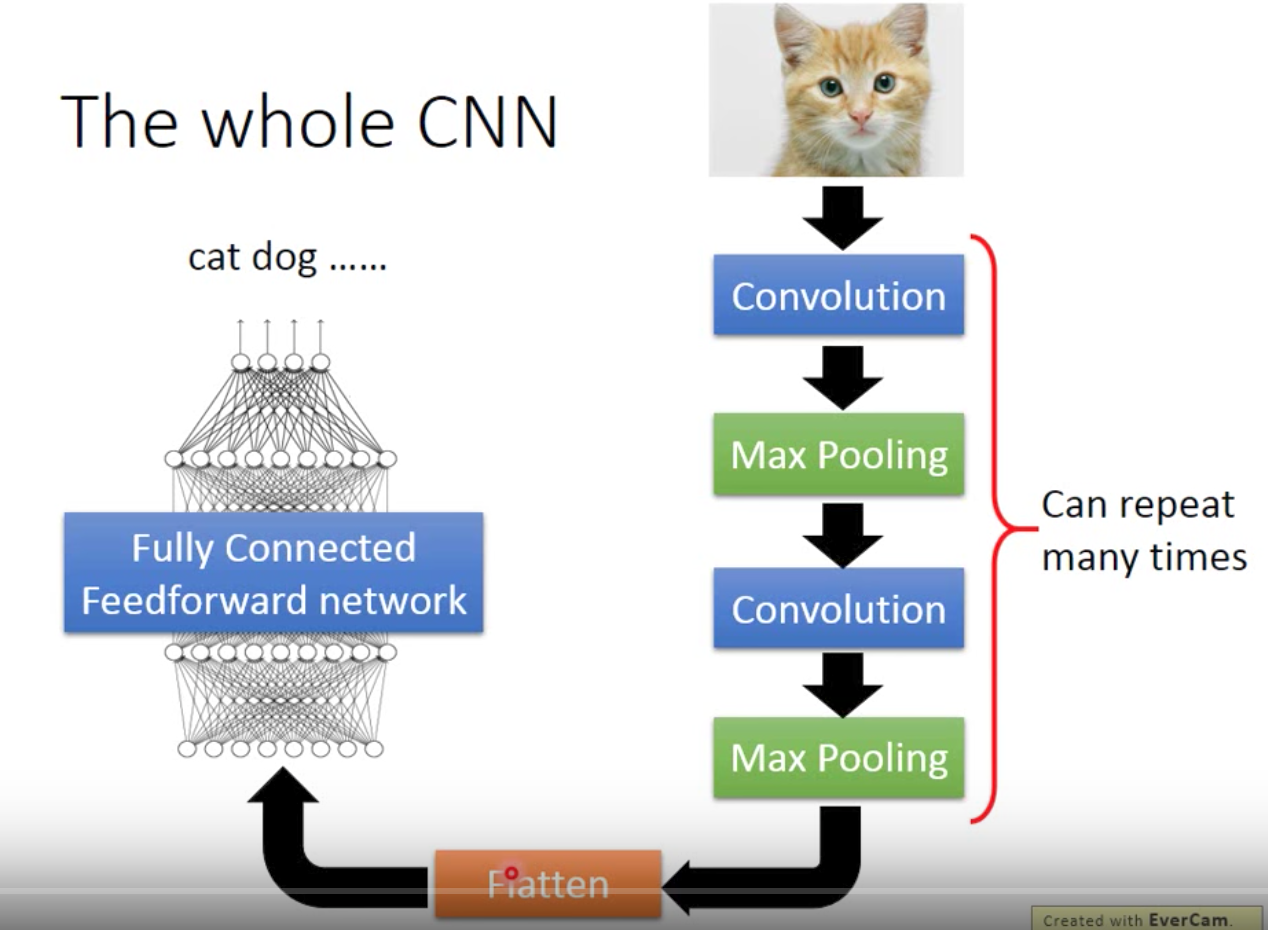 The whole CNN
cat dog ......
Convolution
Max Pooling
Convolution
Max Pooling
Can repeat
many times
Flatten
Fully Connected
Feedforward network
Created with EverCam.